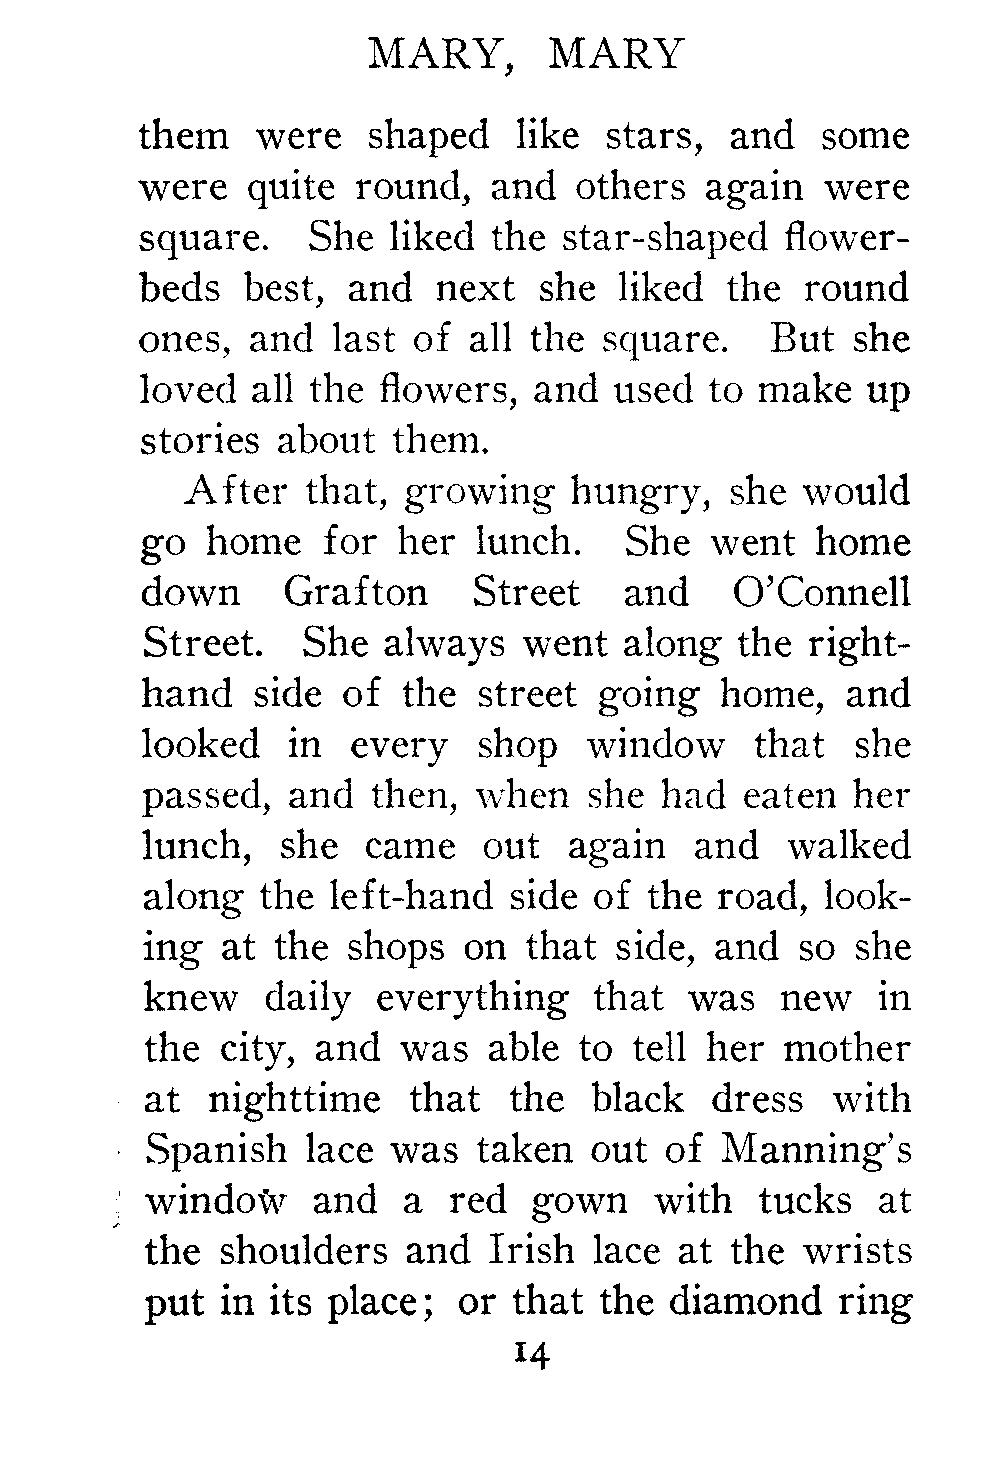 MARY, MARY
them were shaped like stars, and some
were quite round, and others again were
square. She liked the star-shaped flower-
beds best, and next she liked the round
ones, and last of all the square. But she
loved all the flowers, and used to make up
stories about them.
After that, growing hungry, she would
go home for her lunch. She went home
down Grafton Street and O'Connell
Street. She always went along the right-
hand side of the street going home, and
looked in every shop window that she
passed, and then, when she had eaten her
lunch, she came out again and walked
along the left-hand side of the road, look-
ing at the shops on that side, and so she
knew daily everything that was new in
the city, and was able to tell her mother
at nighttime that the black dress with
Spanish lace was taken out of Manning's
window and a red gown with tucks at
the shoulders and Irish lace at the wrists
put in its place; or that the diamond ring
14